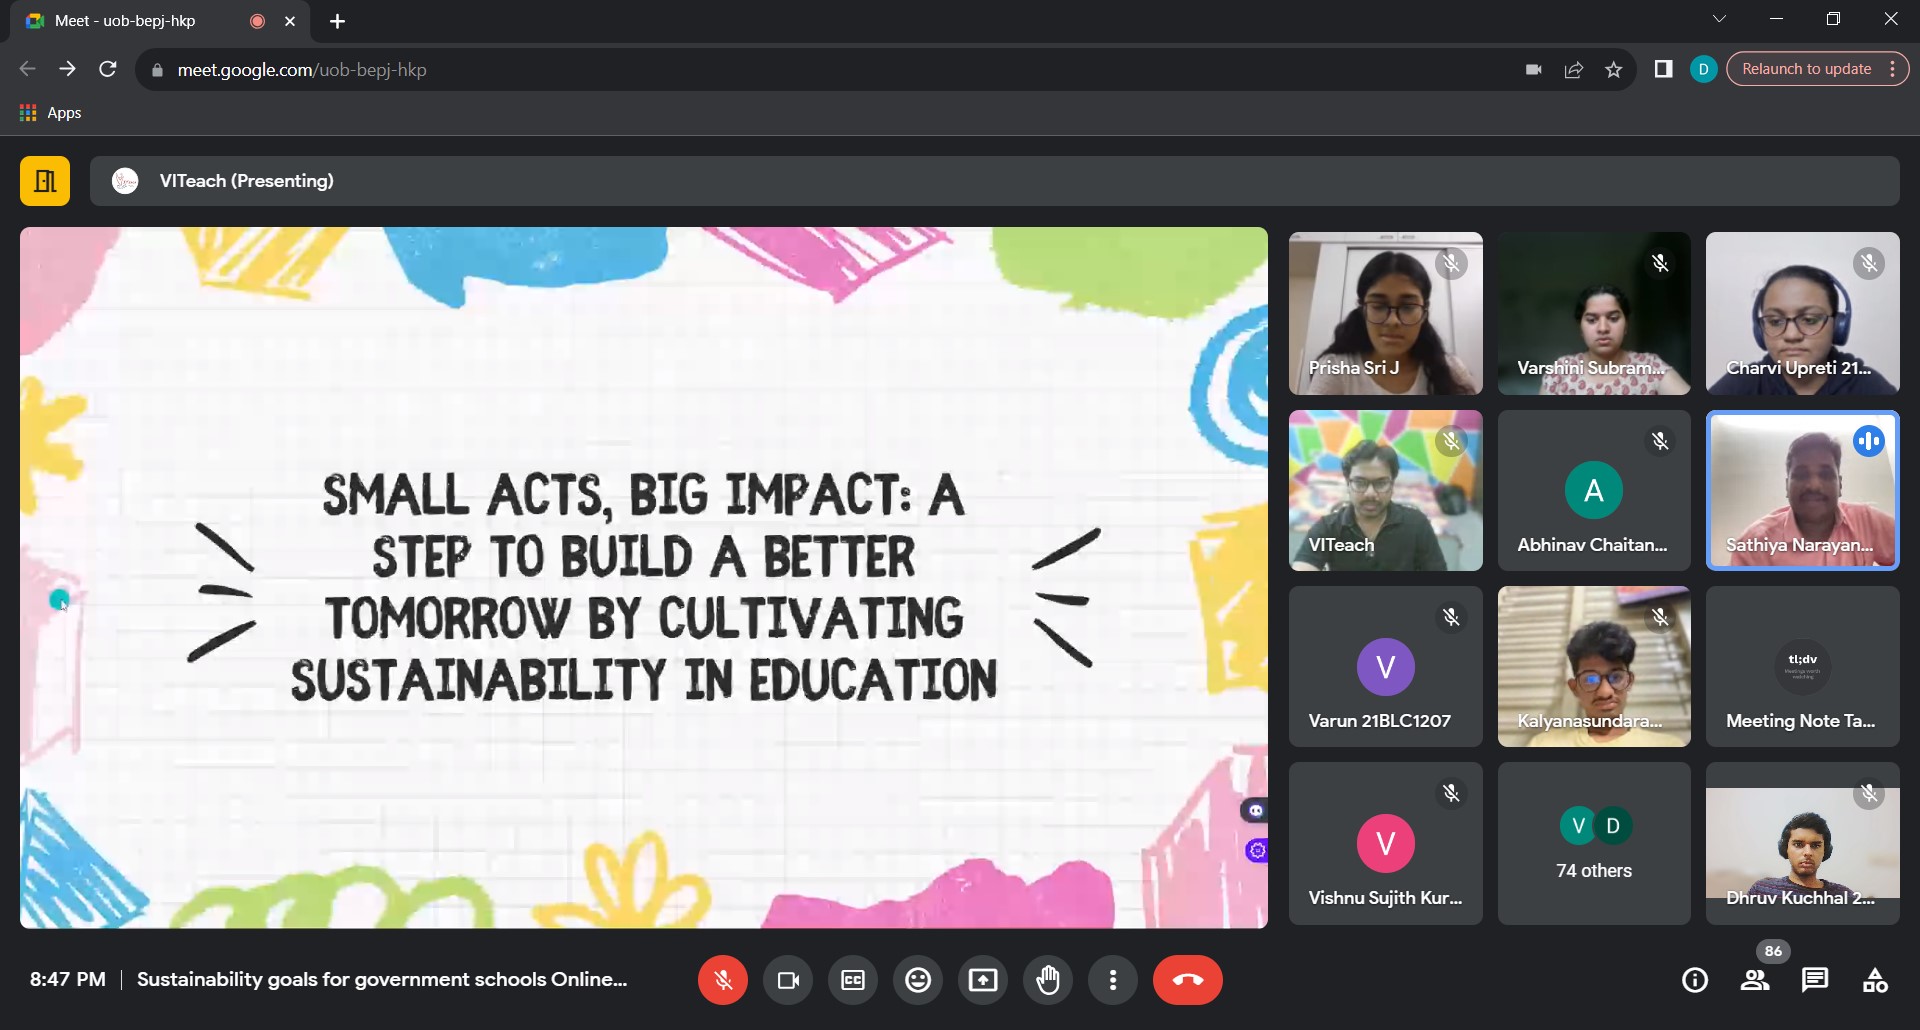 Meet - uob-bepj-hkp
meet.google.com/uob-bepj-hkp
D
Relaunch to update
Apps
VITeach (Presenting)
SMALL ACTS, BIG IMPACT: A
STEP TO BUILD A BETTER
TOMORROW BY CULTIVATING
SUSTAINABILITY IN EDUCATION
Prisha Sri J
Varshini Subram...
Charvi Upreti 21...
VITeach
A
Abhinav Chaitan...
Sathiya Narayan...
V
Varun 21BLC1207
Kalyanasundara...
tl;dv
Meeting Note Ta...
V
Vishnu Sujith Kur...
V D
74 others
Dhruv Kuchhal 2...
8:47 PM
Sustainability goals for government schools Online...
CC
86